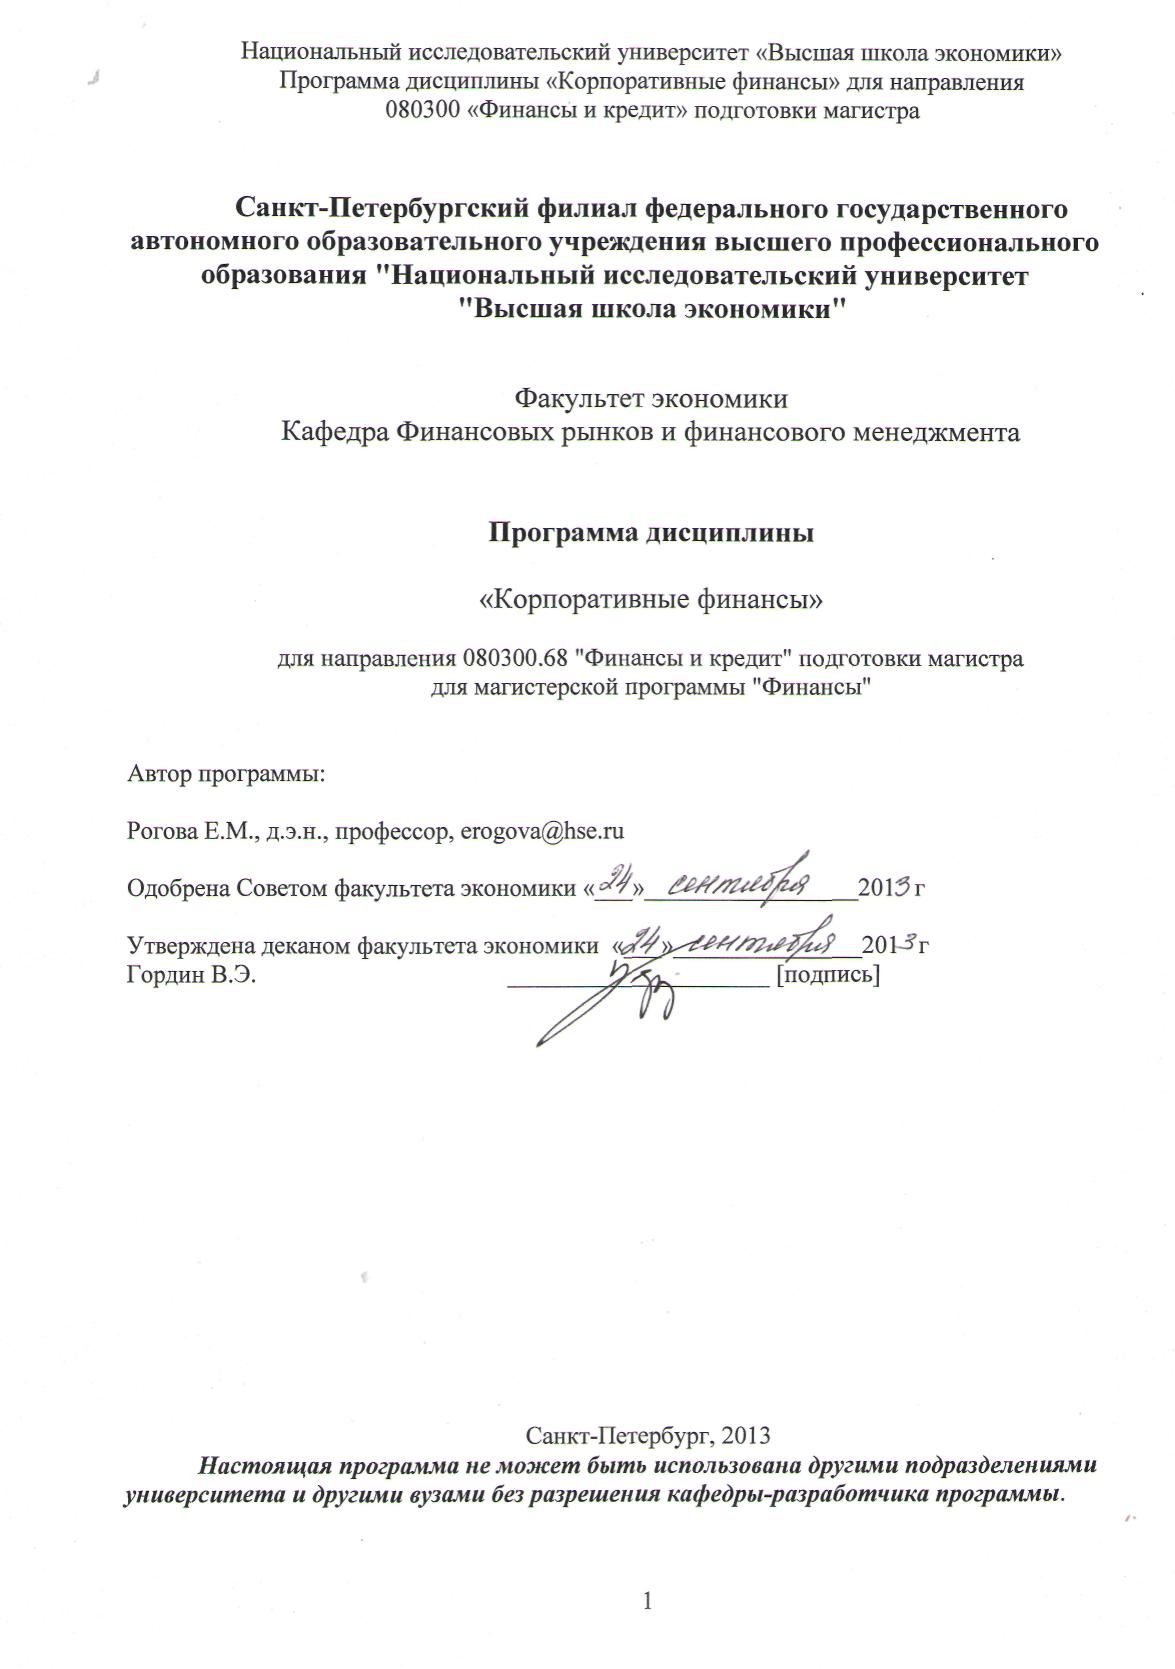 Национальный исследовательский университет «Высшая школа экономики»
Программа дисциплины «Корпоративные финансы» для направления
080300 «Финансы и кредит» подготовки магистра
Санкт-Петербургский филиал федерального государственного
автономного образовательного учреждения высшего профессионального
образования "Национальный исследовательский университет
"Высшая школа экономики"
Факультет экономики
Кафедра Финансовых рынков и финансового менеджмента
Программа дисциплины
«Корпоративные финансы»
для направления 080300.68 "Финансы и кредит" подготовки магистра
для магистерской программы "Финансы"
Автор программы:
Рогова Е.М., д.э.н., профессор, erogova@hse.ru
Одобрена Советом факультета экономики «24» сентября 2013 г
Утверждена деканом факультета экономики «24» сентября 2013 г
Гордин В.Э. ____________________ [подпись]
Санкт-Петербург, 2013
Настоящая программа не может быть использована другими подразделениями
университета и другими вузами без разрешения кафедры-разработчика программы.
1